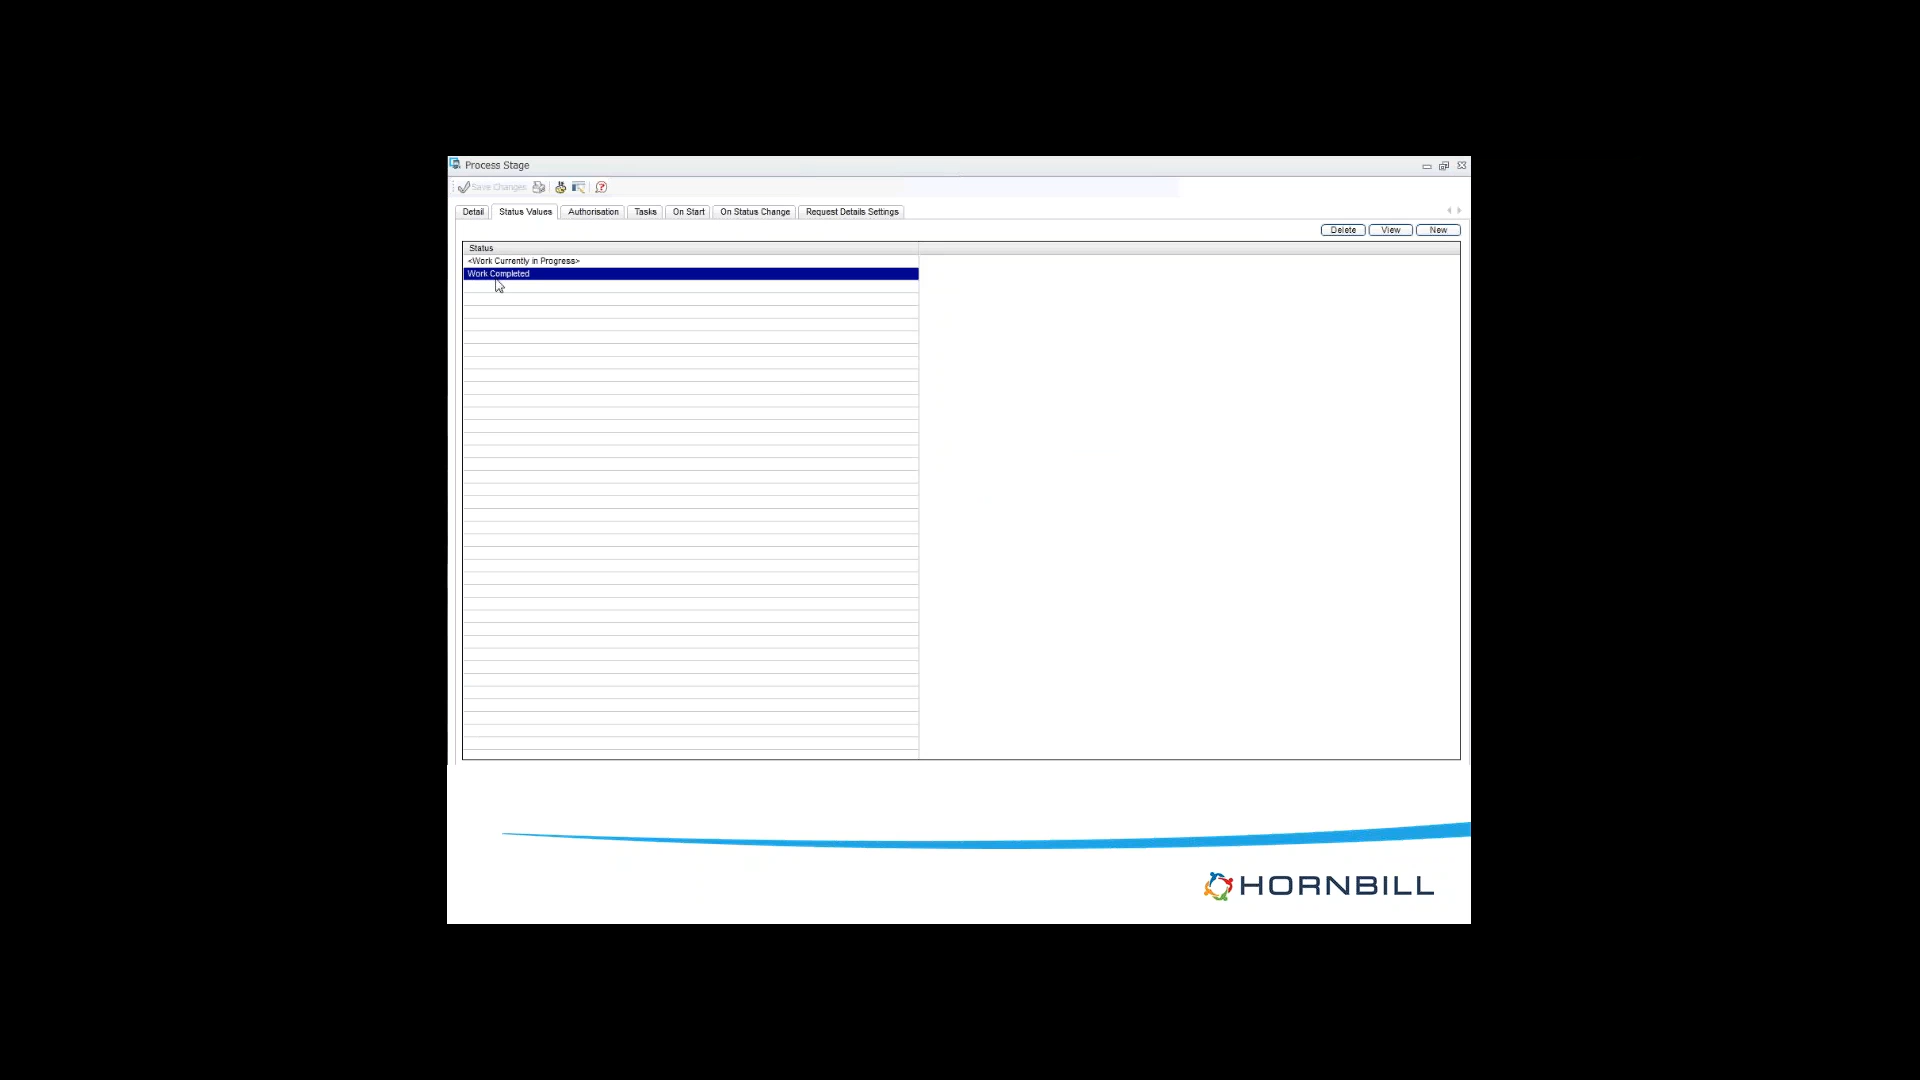 Process Stage
Save Changes
Detail Status Values Authorisation Tasks On Start On Status Change Request Details Settings
Delete View New
Status
<Work Currently in Progress>
Work Completed
HORNBILL